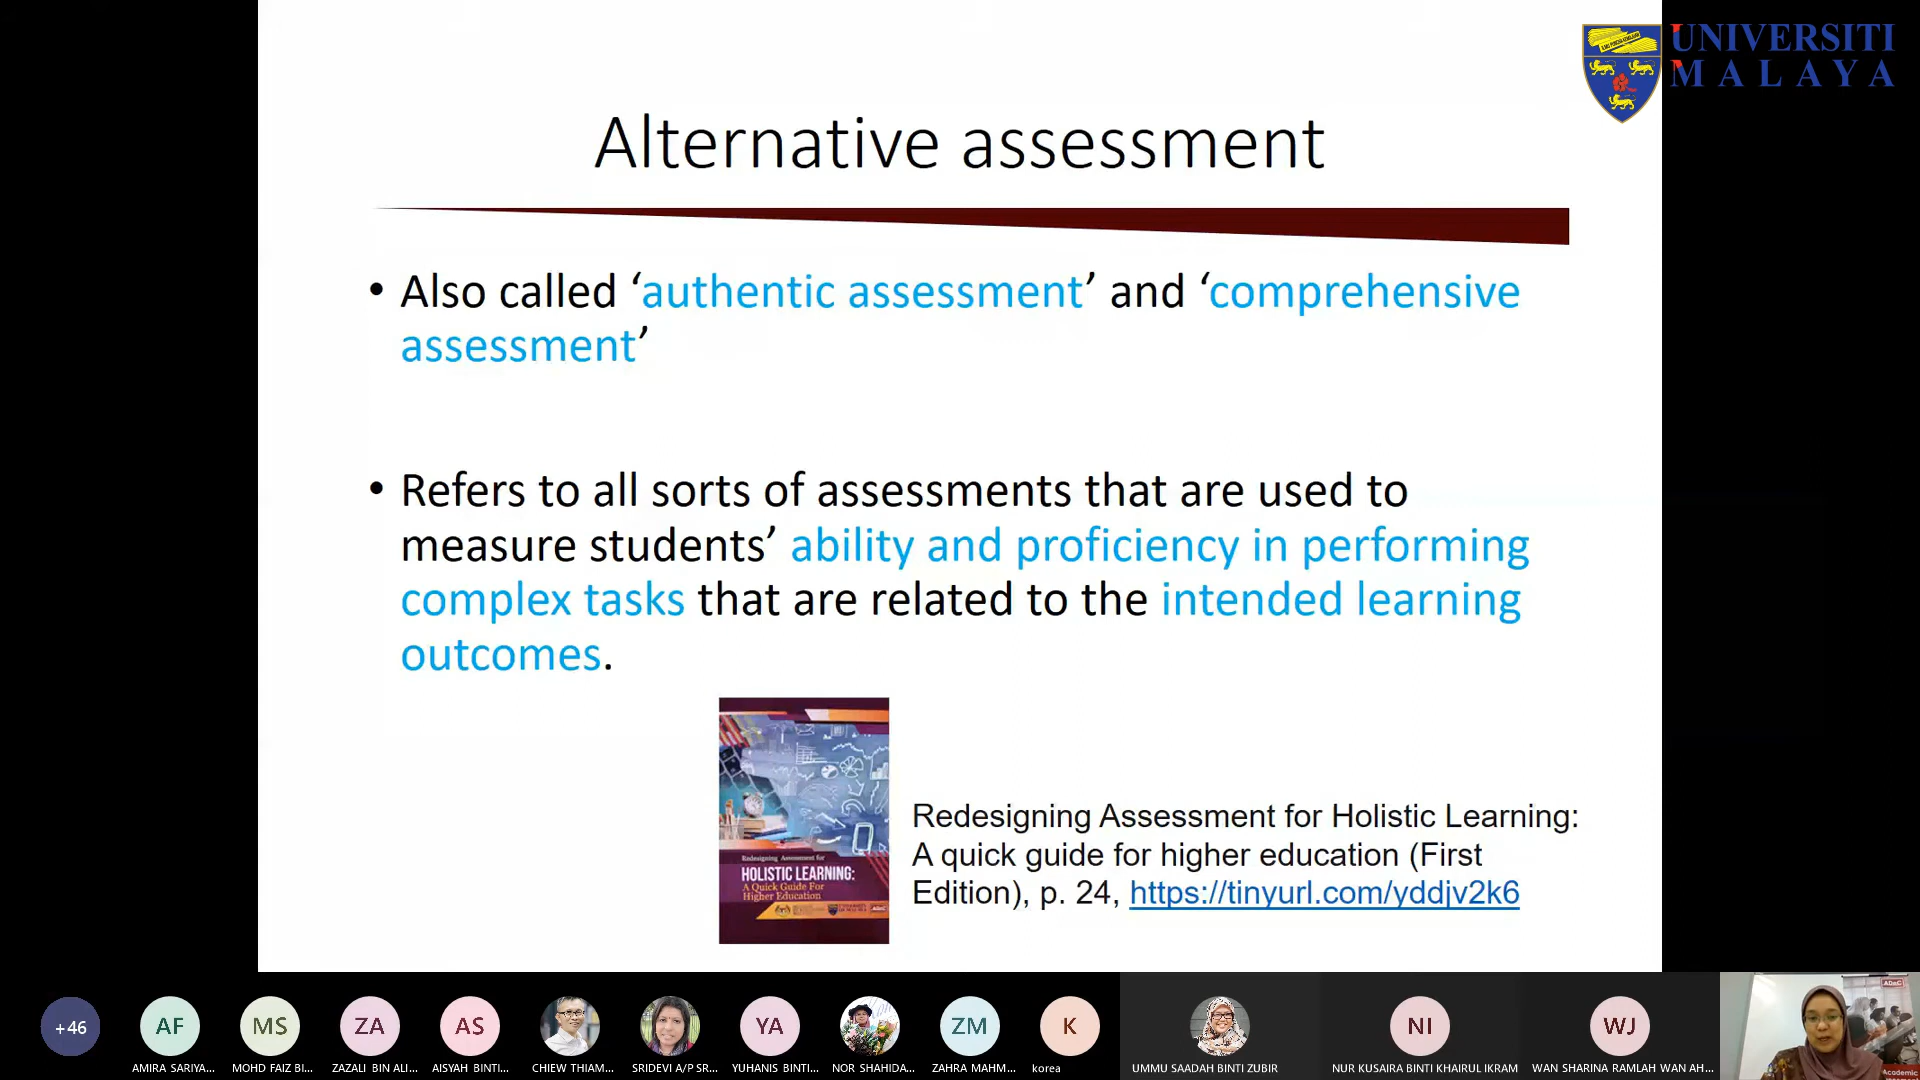 UNIVERSITI
MALAYA
Alternative assessment
• Also called ‘authentic assessment’ and ‘comprehensive
assessment’
• Refers to all sorts of assessments that are used to
measure students’ ability and proficiency in performing
complex tasks that are related to the intended learning
outcomes.
Redesigning Assessment for
HOLISTIC LEARNING:
A Quick Guide For
Higher Education
Redesigning Assessment for Holistic Learning:
A quick guide for higher education (First
Edition), p. 24, https://tinyurl.com/yddjv2k6
+46
AF
MS
ZA
AS
YA
ZM
K
NI
WJ
AMIRA SARIYA...
MOHD FAIZ BI...
ZAZALI BIN ALI...
AISYAH BINTI...
CHIEW THIAM...
SRIDEVI A/P SR...
YUHANIS BINTI...
NOR SHAHIDA...
ZAHRA MAHM...
korea
UMMU SAADAH BINTI ZUBIR
NUR KUSAIRA BINTI KHAIRUL IKRAM
WAN SHARINA RAMLAH WAN AH...
ADeC
Academic